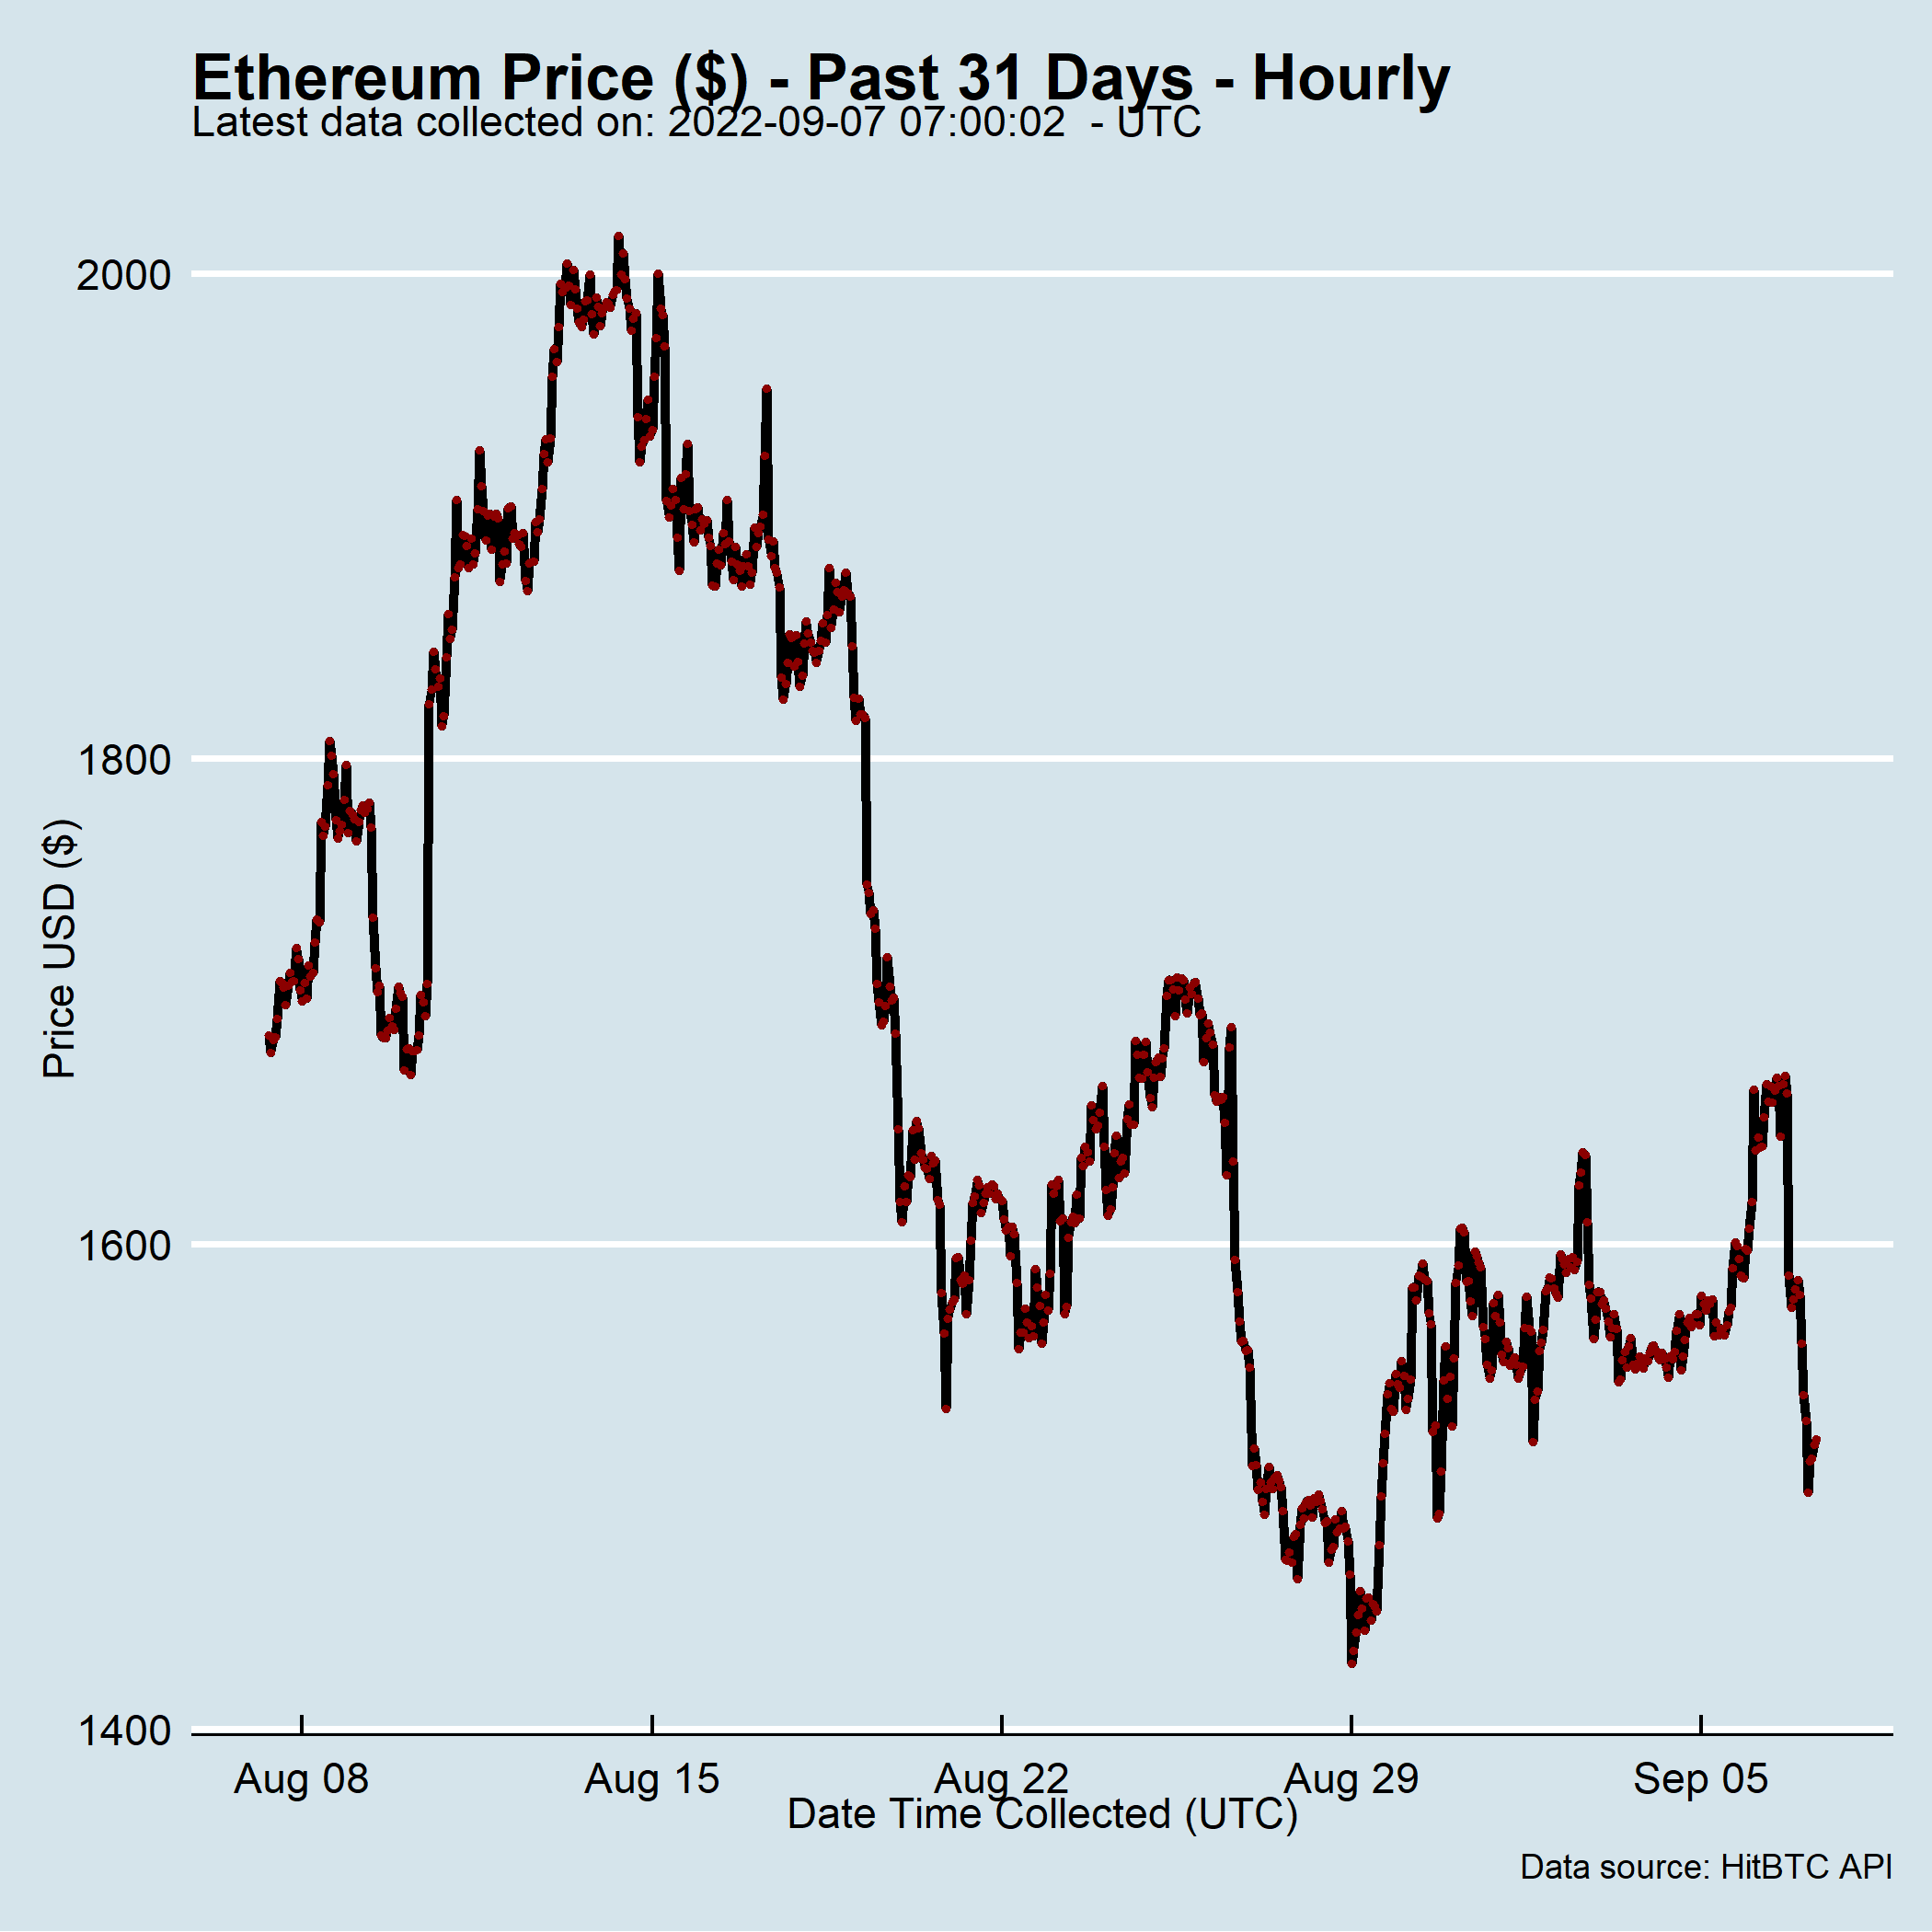 Ethereum Price ($) - Past 31 Days - Hourly
Latest data collected on: 2022-09-07 07:00:02  - UTC
2000
1800
1600
1400
Price USD ($)
Aug 08
Aug 15
Aug 22
Aug 29
Sep 05
Date Time Collected (UTC)
Data source: HitBTC API